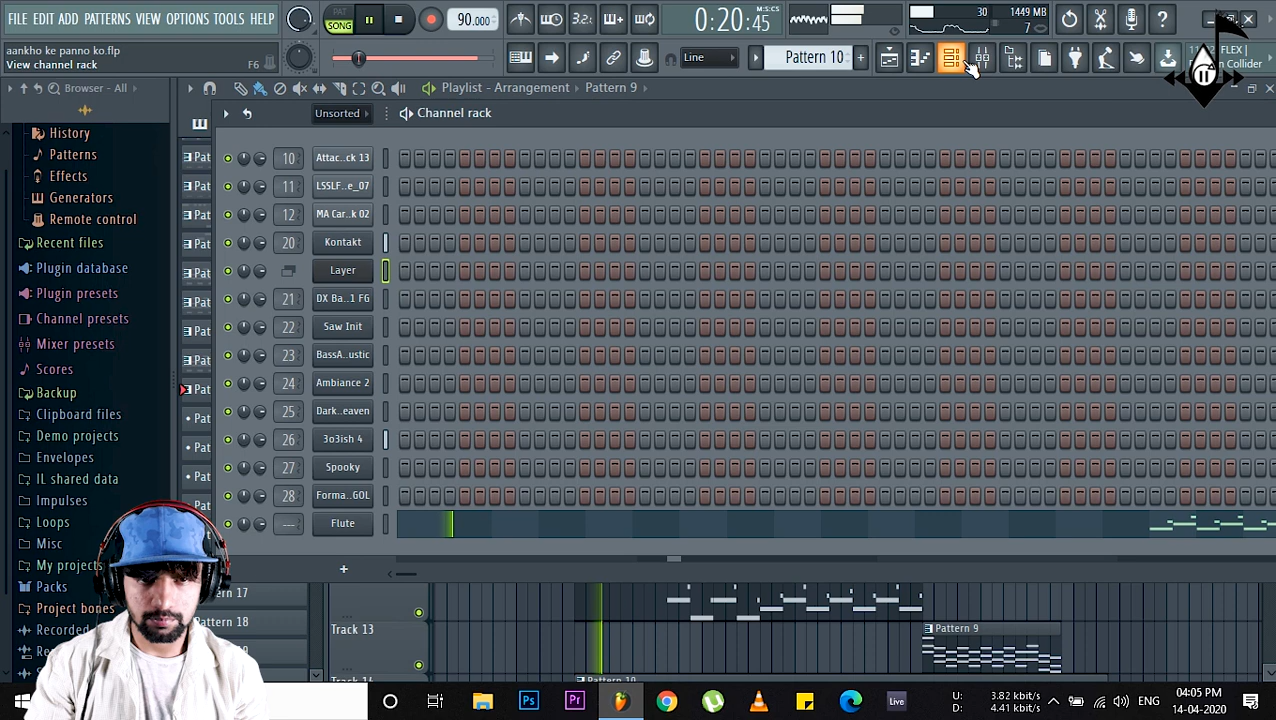 FILE EDIT ADD PATTERNS VIEW OPTIONS TOOLS HELP
PAT
SONG
90.000
3.2
0:20:45
M:S:CS
30
1449 MB
7
aankho ke panno ko.flp
View channel rack
F6
Line
Pattern 10
FLEX |
Collider
Browser - All
Playlist - Arrangement
Pattern 9
Unsorted
Channel rack
History
Patterns
Effects
Generators
Remote control
Recent files
Plugin database
Plugin presets
Channel presets
Mixer presets
Scores
Backup
Clipboard files
Demo projects
Envelopes
IL shared data
Impulses
Loops
Misc
My projects
Packs
Project bones
Pat
Pat
Pat
Pat
Pat
Pat
Pat
Pat
Pat
Pat
Pat
Pat
10 Attac..ck 13
11 LSSLF..e_07
12 MA Car..k 02
20 Kontakt
Layer
21 DX Ba..1 FG
22 Saw Init
23 BassA..ustic
24 Ambiance 2
25 Dark..eaven
26 3o3ish 4
27 Spooky
28 Forma..GOL
--- Flute
17
Pattern 18
Track 13
Pattern 9
Pattern 10
Ps
Pr
Live
U: 3.82 kbit/s
D: 4.41 kbit/s
ENG
04:05 PM
14-04-2020